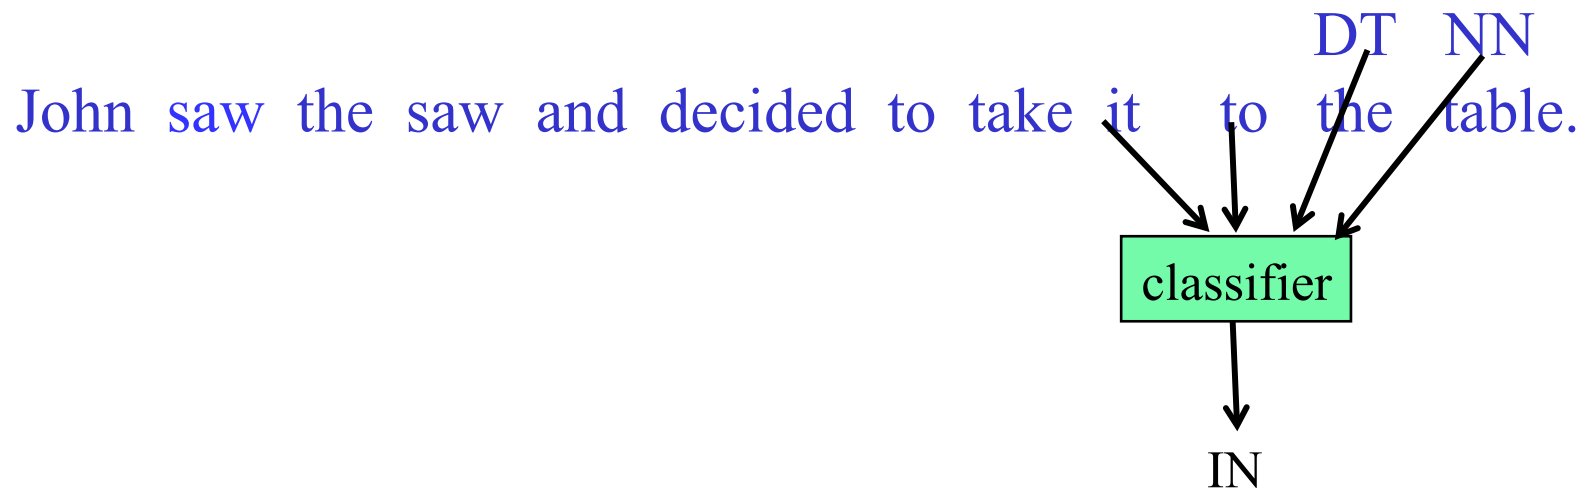 DT NN
John saw the saw and decided to take it to the table.
classifier
IN